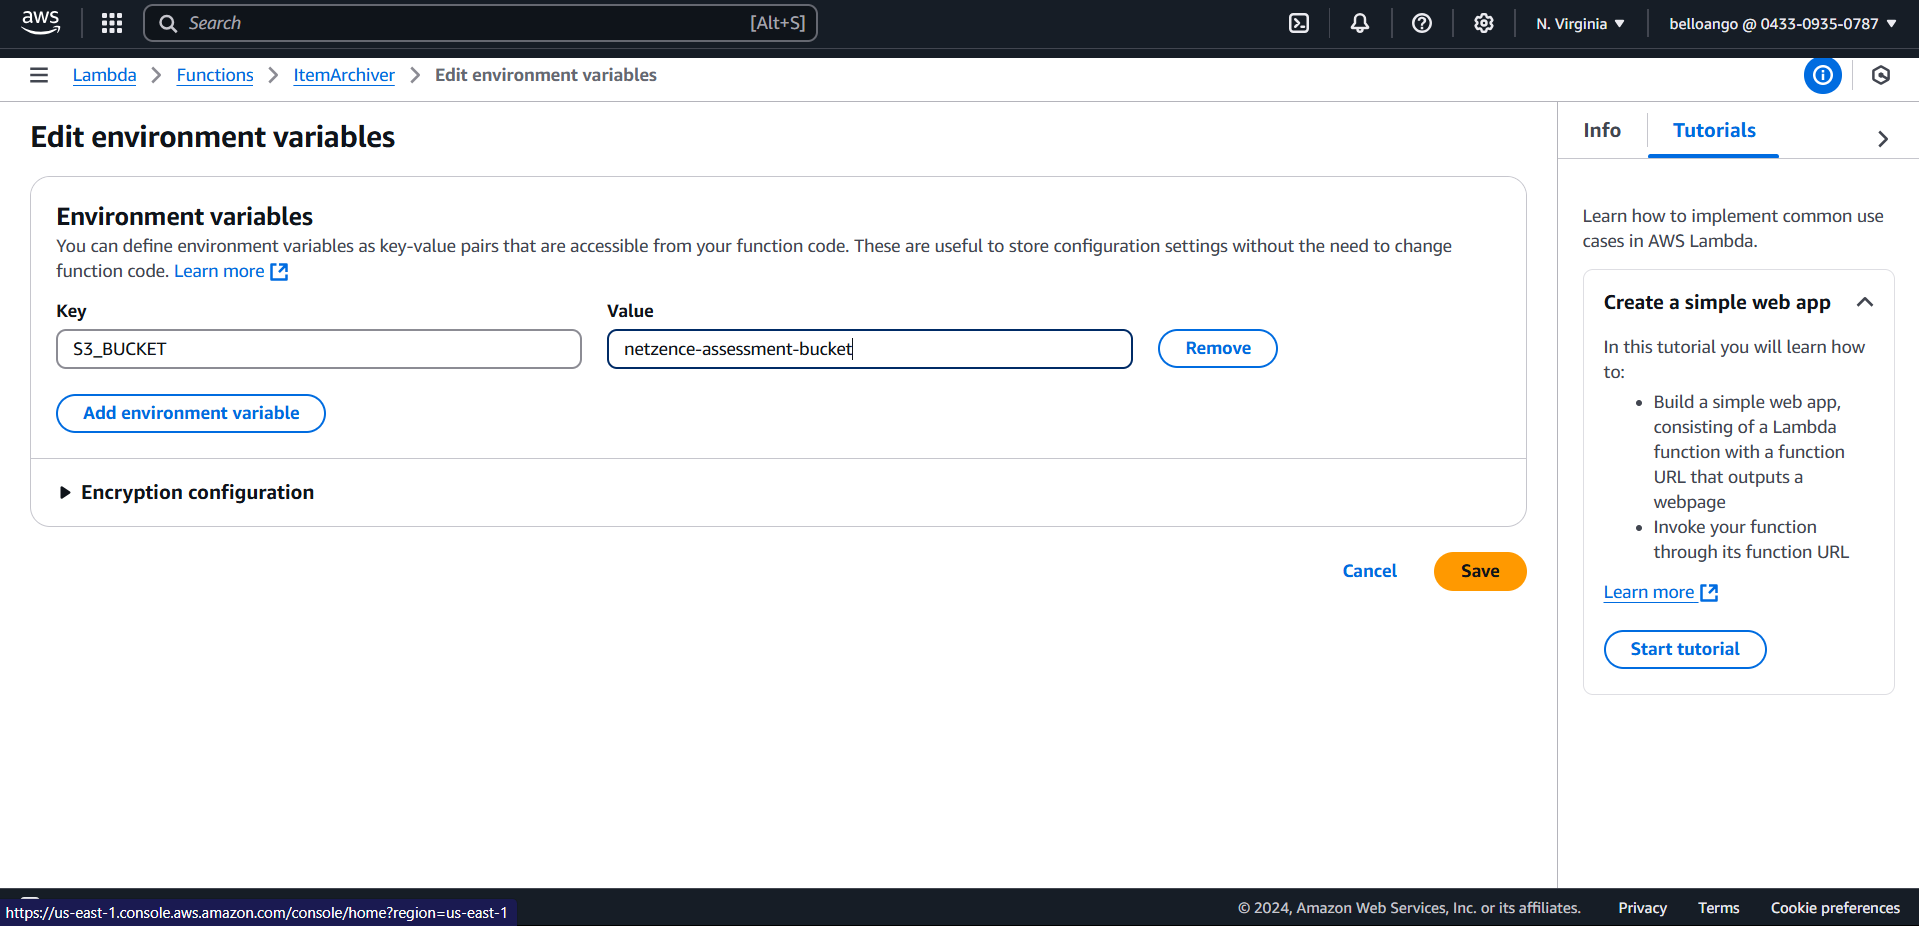 aws
Search
[Alt+S]
N. Virginia
belloango @ 0433-0935-0787
Lambda
Functions
ItemArchiver
Edit environment variables
Edit environment variables
Environment variables
You can define environment variables as key-value pairs that are accessible from your function code. These are useful to store configuration settings without the need to change
function code. Learn more
Key
Value
S3_BUCKET
netzence-assessment-bucket
Remove
Add environment variable
Encryption configuration
Cancel
Save
Info
Tutorials
Learn how to implement common use
cases in AWS Lambda.
Create a simple web app
In this tutorial you will learn how
to:
• Build a simple web app,
consisting of a Lambda
function with a function
URL that outputs a
webpage
• Invoke your function
through its function URL
Learn more
Start tutorial
https://us-east-1.console.aws.amazon.com/console/home?region=us-east-1
© 2024, Amazon Web Services, Inc. or its affiliates.
Privacy
Terms
Cookie preferences